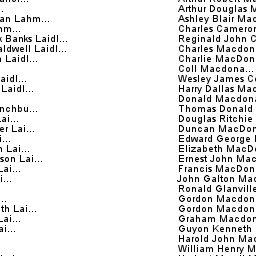 Arthur Douglas M
an Lahm... Ashley Blair Mac
hm... Charles Cameron
k Banks Laidl... Reginald John C
aldwell Laidl... Charles Macdon
n Laidl... Charlie MacDon
Coll Macdona...
aidl... Wesley James C
Laidl... Harry Dallas Mac
Donald Macdona
nchbu... Thomas Donald
Lai... Douglas Ritchie
er Lai... Duncan MacDon
i... Edward George
n Lai... Elizabeth MacDo
son Lai... Ernest John Mac
Lai... Francis MacDon
i... John Galton Mac
Ronald Glanville
Lai... Gordon Macdon
th Lai... Gordon Macdon
Lai... Graham Macdon
ai... Guyon Kenneth
Harold John Mac
William Henry M